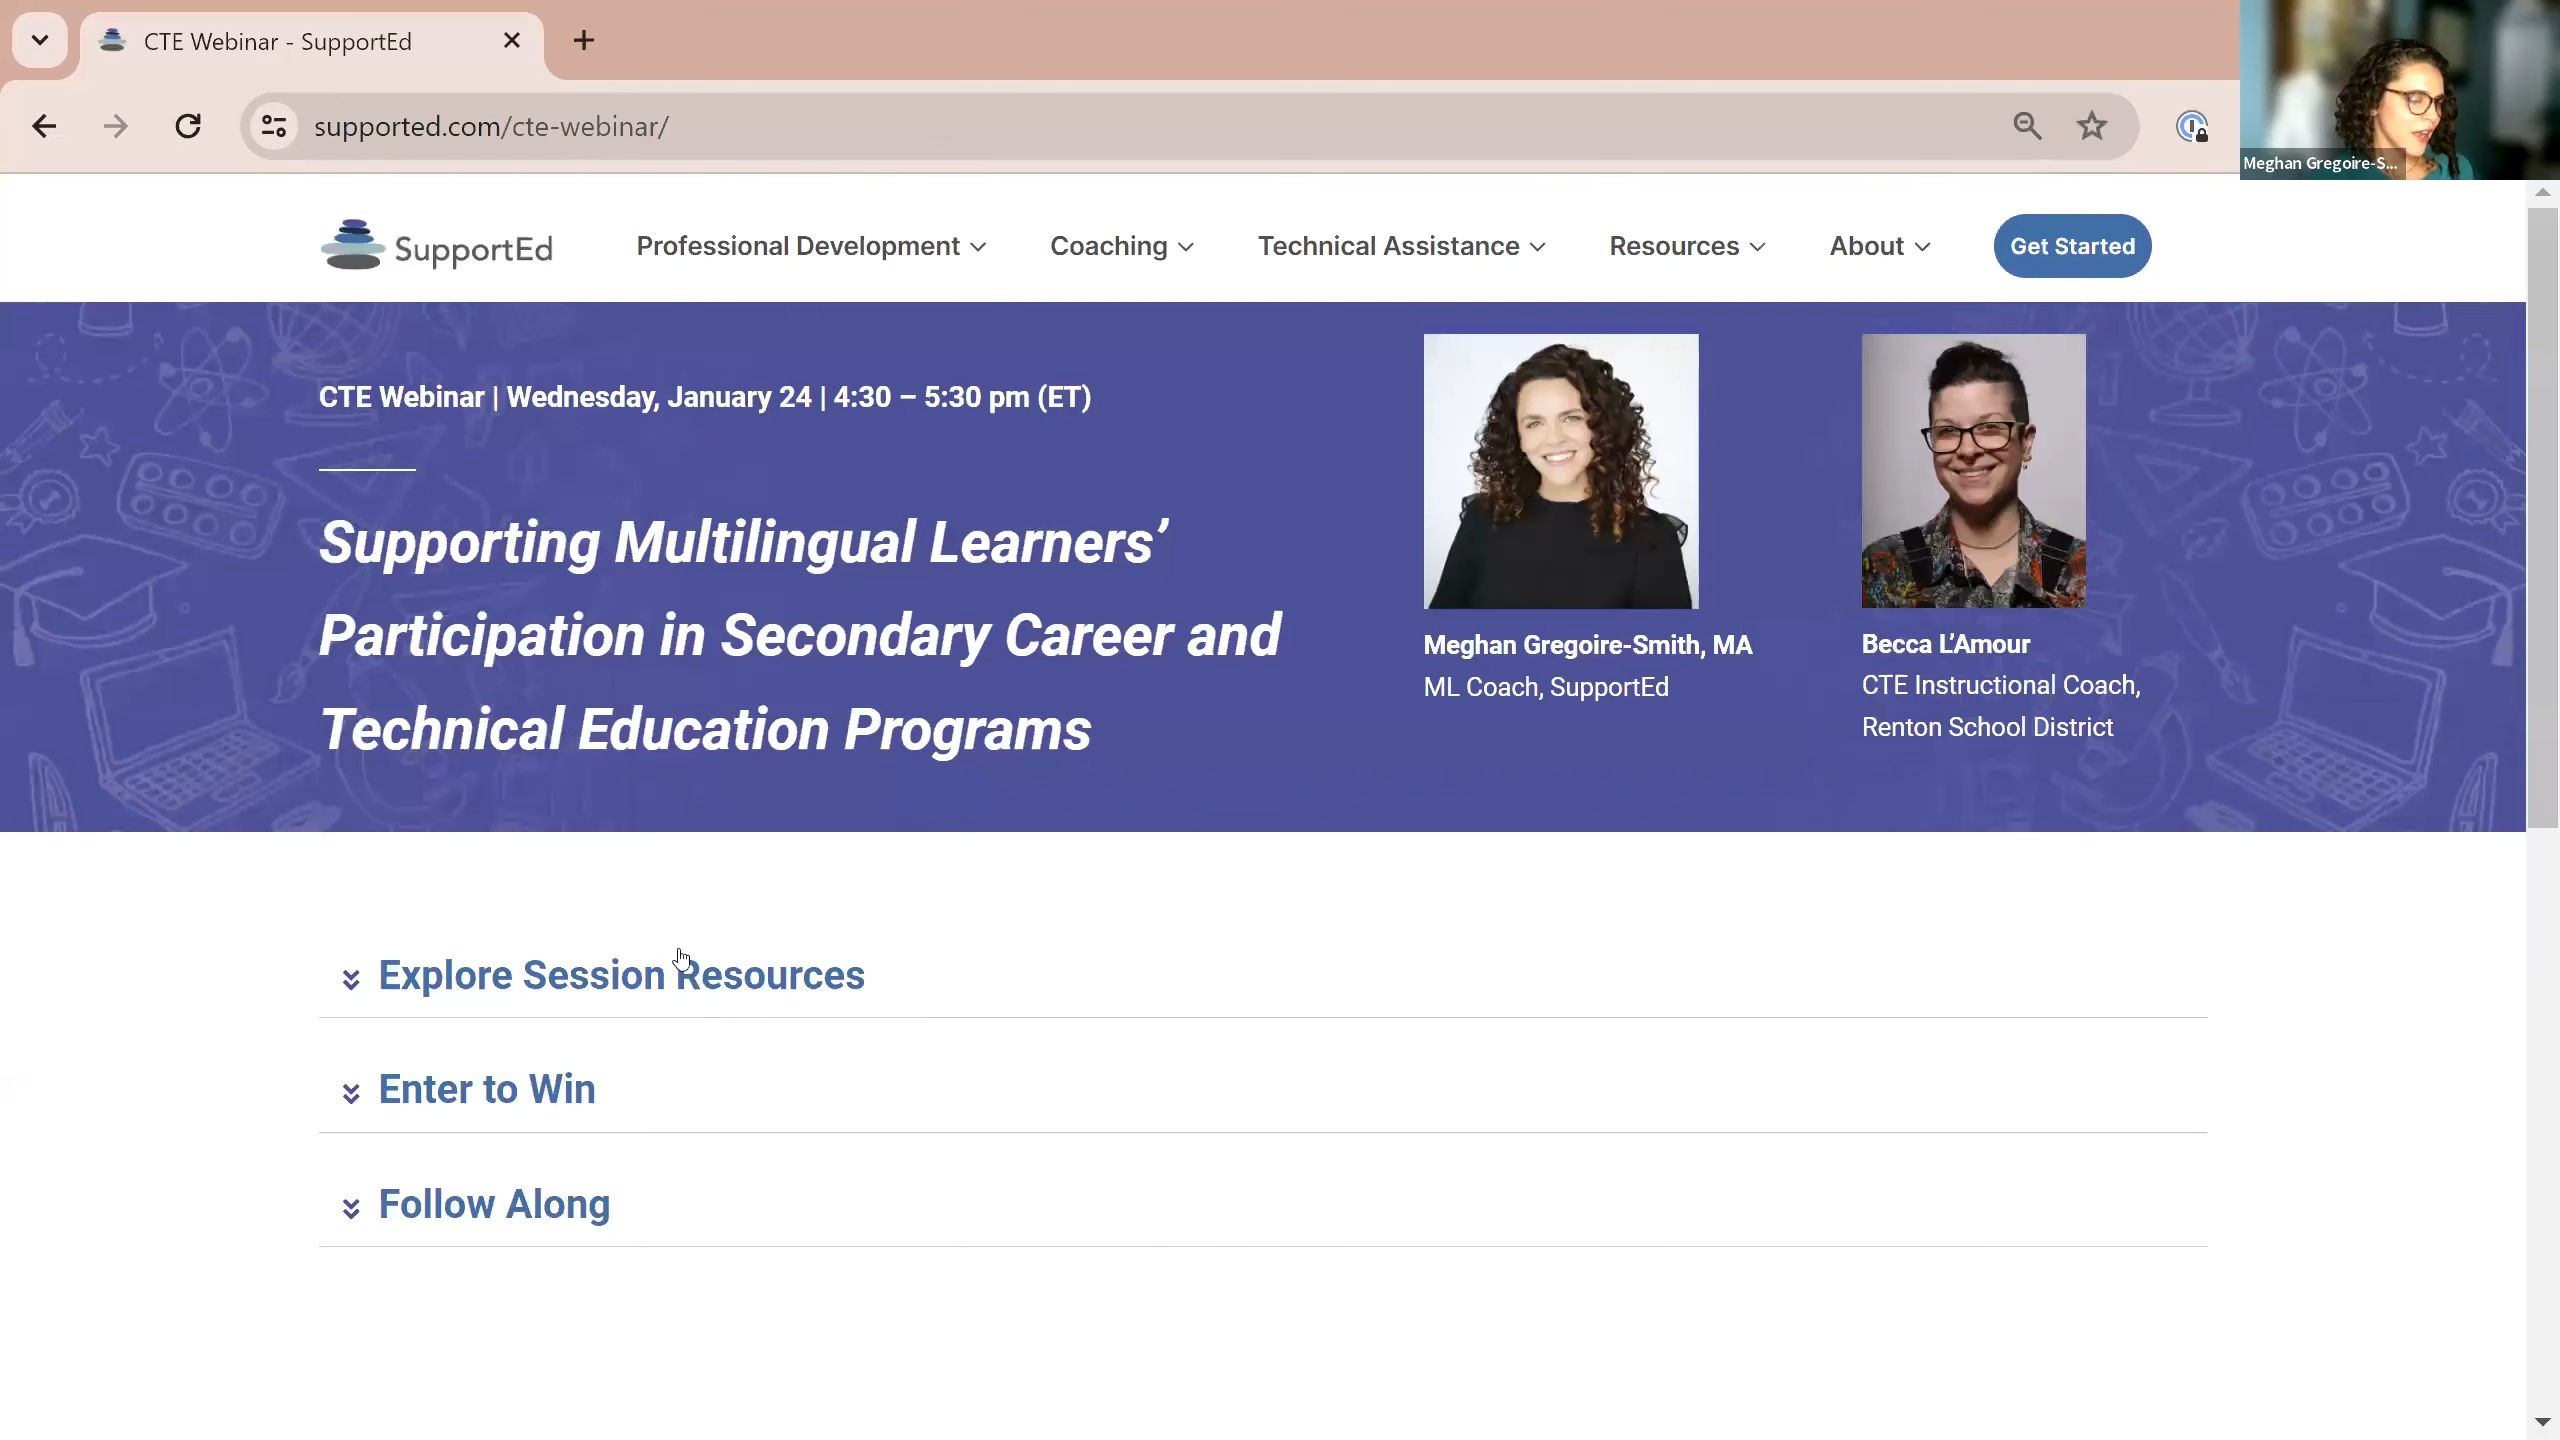 CTE Webinar - SupportEd
supported.com/cte-webinar/
Meghan Gregoire-S...
SupportEd
Professional Development
Coaching
Technical Assistance
Resources
About
Get Started
CTE Webinar | Wednesday, January 24 | 4:30 – 5:30 pm (ET)
Supporting Multilingual Learners’
Participation in Secondary Career and
Technical Education Programs
Meghan Gregoire-Smith, MA
ML Coach, SupportEd
Becca L’Amour
CTE Instructional Coach,
Renton School District
Explore Session Resources
Enter to Win
Follow Along